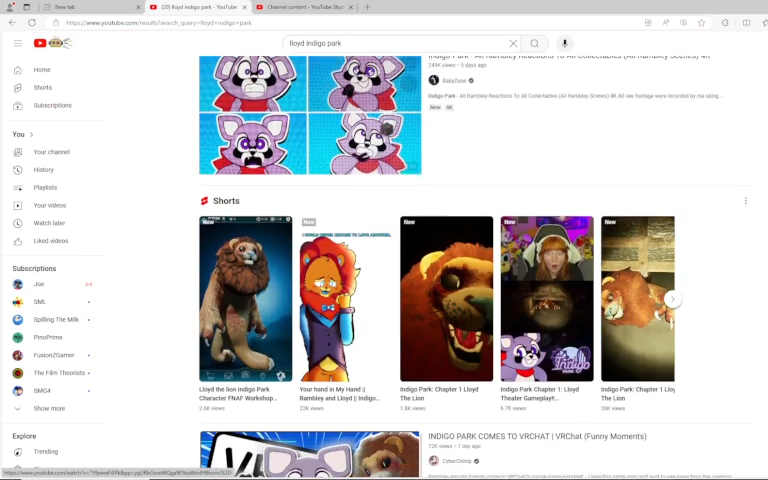 New tab
(20) lloyd indigo park - YouTube
Channel content - YouTube Stud
https://www.youtube.com/results?search_query=lloyd+indigo+park
lloyd indigo park
Home
Shorts
Subscriptions
You
Your channel
History
Playlists
Your videos
Watch later
Liked videos
Subscriptions
Joe
SML
Spilling The Milk
PinoPrime
FusionZGamer
The Film Theorists
SMG4
Show more
Explore
Trending
Indigo Park - All Rambley Reactions To All Collectables (All Rambley Scenes) 4K
249K views • 5 days ago
BabyZone
Indigo Park - All Rambley Reactions To All Collectables (All Rambley Scenes) 4K All raw footage were recorded by me using ...
New 4K
Shorts
New
New
New
New
Lloyd the lion Indigo Park
Character FNAF Workshop...
2.6K views
Your hand in My Hand ||
Rambley and Lloyd || Indigo...
22K views
Indigo Park: Chapter 1 Lloyd
The Lion
1.8K views
Indigo PARK
Indigo Park Chapter 1: Lloyd
Theater Gameplay!!...
6.7K views
Indigo Park: Chapter 1 Lloy
The Lion
26K views
INDIGO PARK COMES TO VRCHAT | VRChat (Funny Moments)
72K views • 1 day ago
CyberChimp